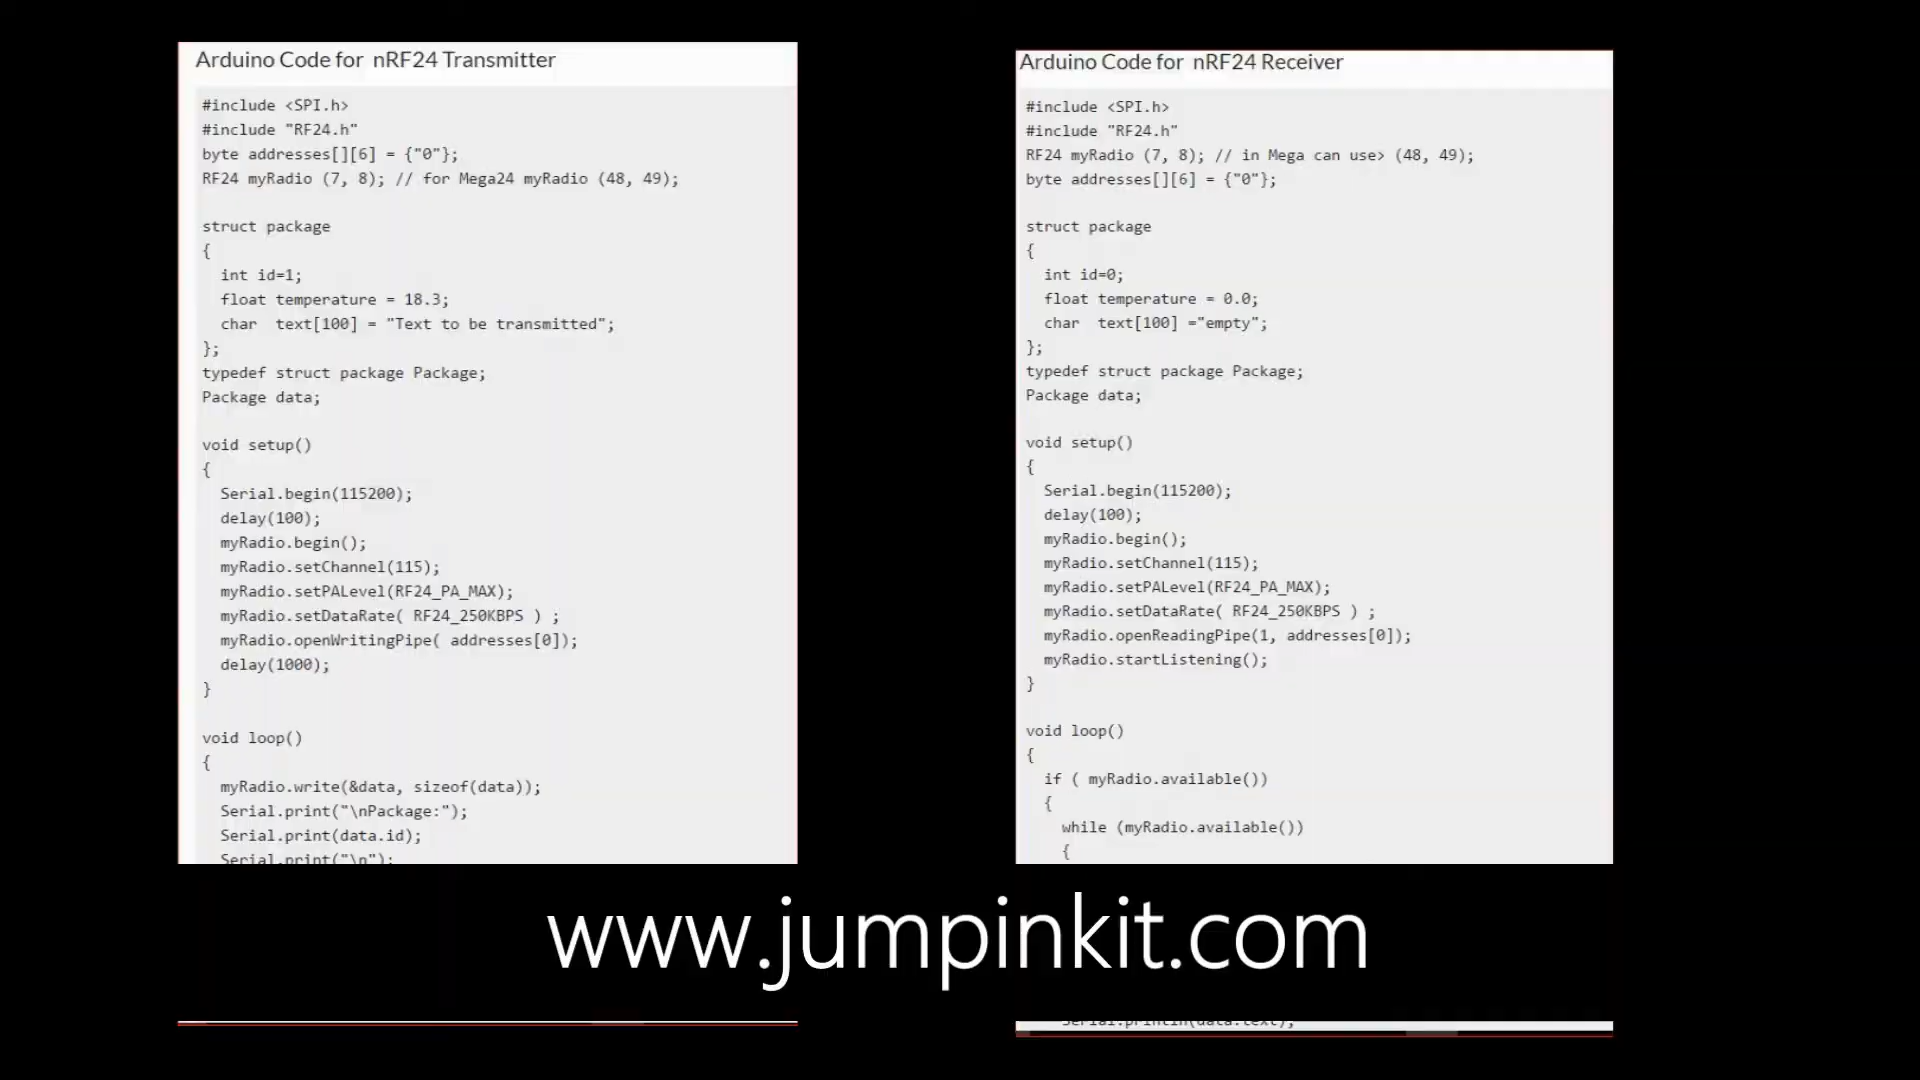 Arduino Code for nRF24 Transmitter
#include <SPI.h>
#include "RF24.h"
byte addresses[][6] = {"0"};
RF24 myRadio (7, 8); // for Mega24 myRadio (48, 49);

struct package
{
  int id=1;
  float temperature = 18.3;
  char  text[100] = "Text to be transmitted";
};
typedef struct package Package;
Package data;

void setup()
{
  Serial.begin(115200);
  delay(100);
  myRadio.begin();
  myRadio.setChannel(115);
  myRadio.setPALevel(RF24_PA_MAX);
  myRadio.setDataRate( RF24_250KBPS ) ;
  myRadio.openWritingPipe( addresses[0]);
  delay(1000);
}

void loop()
{
  myRadio.write(&data, sizeof(data));
  Serial.print("\nPackage:");
  Serial.print(data.id);
  Serial.print("\n");
Arduino Code for nRF24 Receiver
#include <SPI.h>
#include "RF24.h"
RF24 myRadio (7, 8); // in Mega can use> (48, 49);
byte addresses[][6] = {"0"};

struct package
{
  int id=0;
  float temperature = 0.0;
  char  text[100] ="empty";
};
typedef struct package Package;
Package data;

void setup()
{
  Serial.begin(115200);
  delay(100);
  myRadio.begin();
  myRadio.setChannel(115);
  myRadio.setPALevel(RF24_PA_MAX);
  myRadio.setDataRate( RF24_250KBPS ) ;
  myRadio.openReadingPipe(1, addresses[0]);
  myRadio.startListening();
}

void loop()
{
  if ( myRadio.available())
  {
    while (myRadio.available())
    {
www.jumpinkit.com
    Serial.println(data.text);